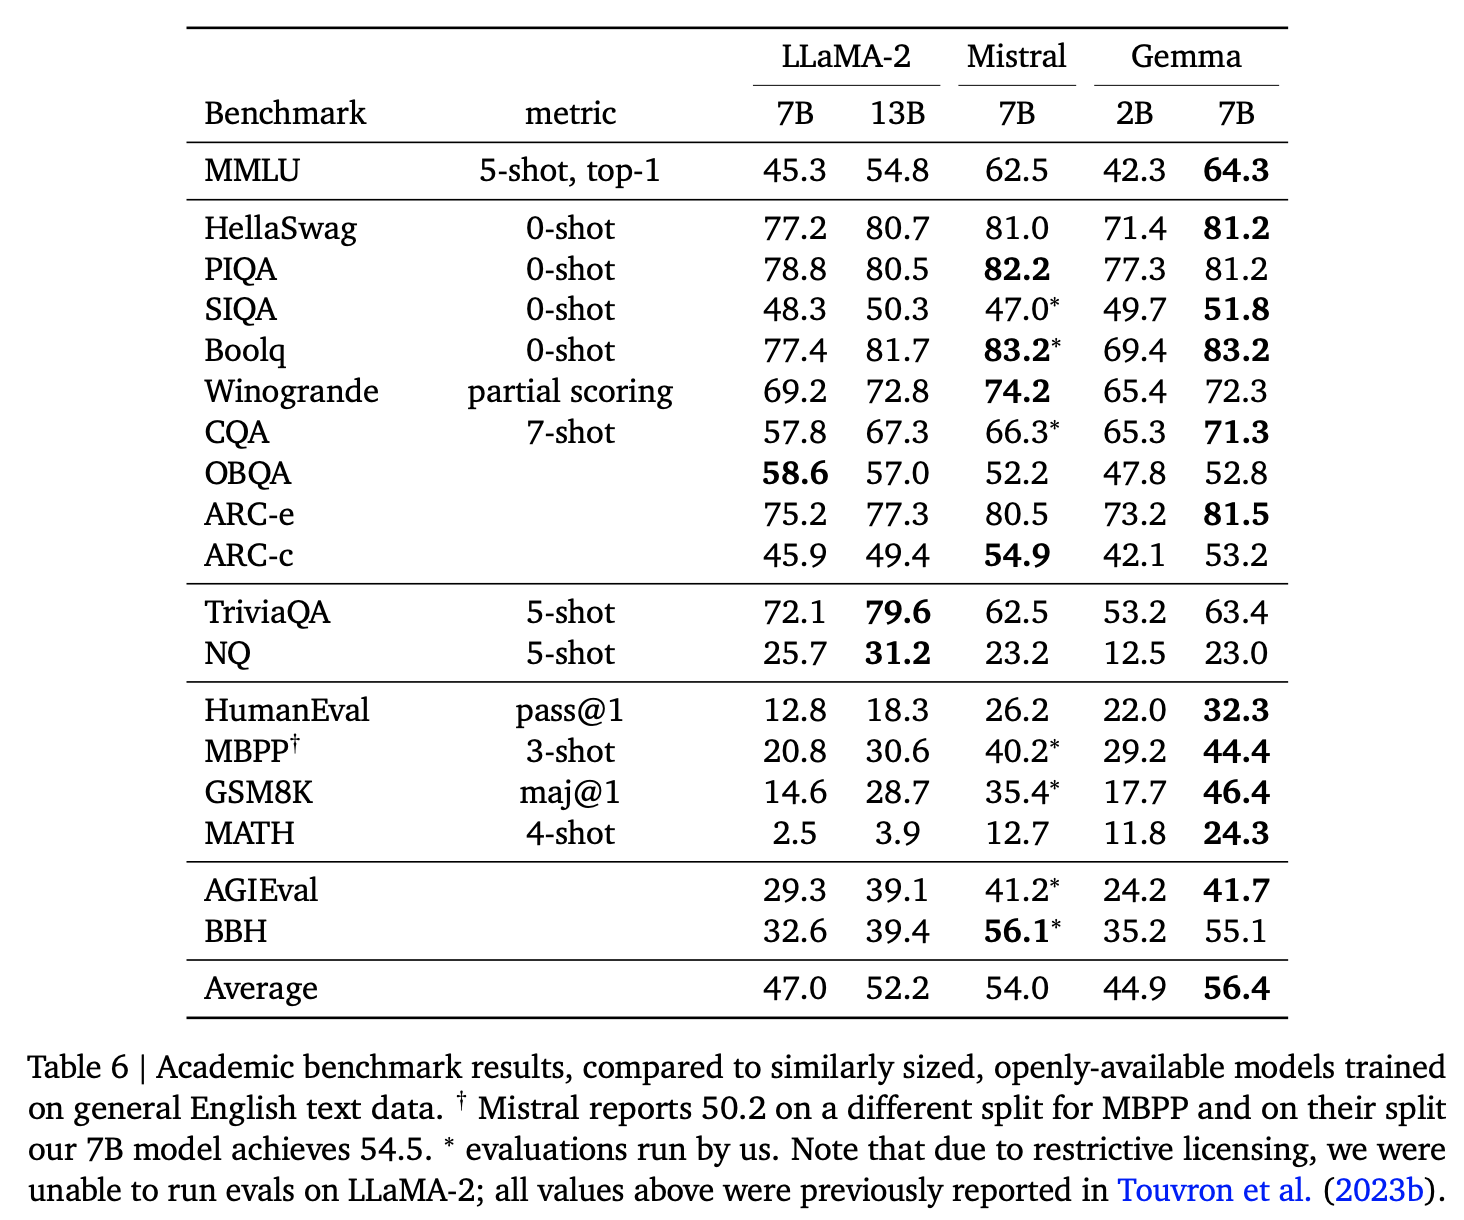 LLaMA-2 Mistral Gemma
Benchmark metric 7B 13B 7B 2B 7B
MMLU 5-shot, top-1 45.3 54.8 62.5 42.3 64.3
HellaSwag 0-shot 77.2 80.7 81.0 71.4 81.2
PIQA 0-shot 78.8 80.5 82.2 77.3 81.2
SIQA 0-shot 48.3 50.3 47.0* 49.7 51.8
Boolq 0-shot 77.4 81.7 83.2* 69.4 83.2
Winogrande partial scoring 69.2 72.8 74.2 65.4 72.3
CQA 7-shot 57.8 67.3 66.3* 65.3 71.3
OBQA 58.6 57.0 52.2 47.8 52.8
ARC-e 75.2 77.3 80.5 73.2 81.5
ARC-c 45.9 49.4 54.9 42.1 53.2
TriviaQA 5-shot 72.1 79.6 62.5 53.2 63.4
NQ 5-shot 25.7 31.2 23.2 12.5 23.0
HumanEval pass@1 12.8 18.3 26.2 22.0 32.3
MBPP† 3-shot 20.8 30.6 40.2* 29.2 44.4
GSM8K maj@1 14.6 28.7 35.4* 17.7 46.4
MATH 4-shot 2.5 3.9 12.7 11.8 24.3
AGIEval 29.3 39.1 41.2* 24.2 41.7
BBH 32.6 39.4 56.1* 35.2 55.1
Average 47.0 52.2 54.0 44.9 56.4
Table 6 | Academic benchmark results, compared to similarly sized, openly-available models trained
on general English text data. † Mistral reports 50.2 on a different split for MBPP and on their split
our 7B model achieves 54.5. * evaluations run by us. Note that due to restrictive licensing, we were
unable to run evals on LLaMA-2; all values above were previously reported in Touvron et al. (2023b).